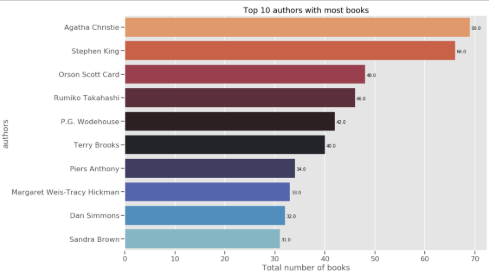 Top 10 authors with most books
Agatha Christie 69.0
Stephen King 66.0
Orson Scott Card 48.0
Rumiko Takahashi 46.0
P.G. Wodehouse 42.0
Terry Brooks 40.0
Piers Anthony 34.0
Margaret Weis-Tracy Hickman 33.0
Dan Simmons 32.0
Sandra Brown 31.0
authors
0 10 20 30 40 50 60 70
Total number of books